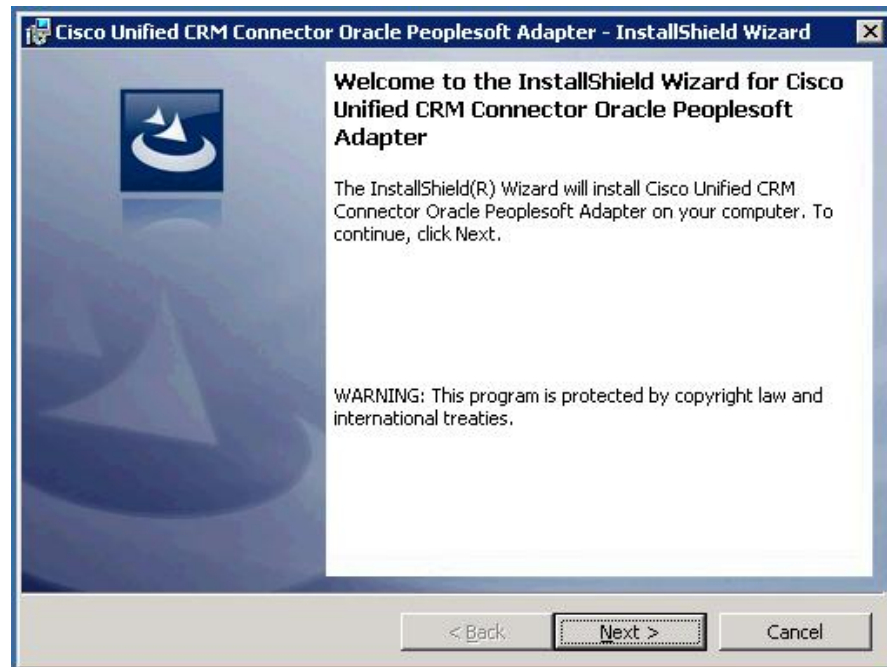 Cisco Unified CRM Connector Oracle Peoplesoft Adapter - InstallShield Wizard
Welcome to the InstallShield Wizard for Cisco
Unified CRM Connector Oracle Peoplesoft
Adapter
The InstallShield(R) Wizard will install Cisco Unified CRM
Connector Oracle Peoplesoft Adapter on your computer. To
continue, click Next.
WARNING: This program is protected by copyright law and
international treaties.
< Back
Next >
Cancel